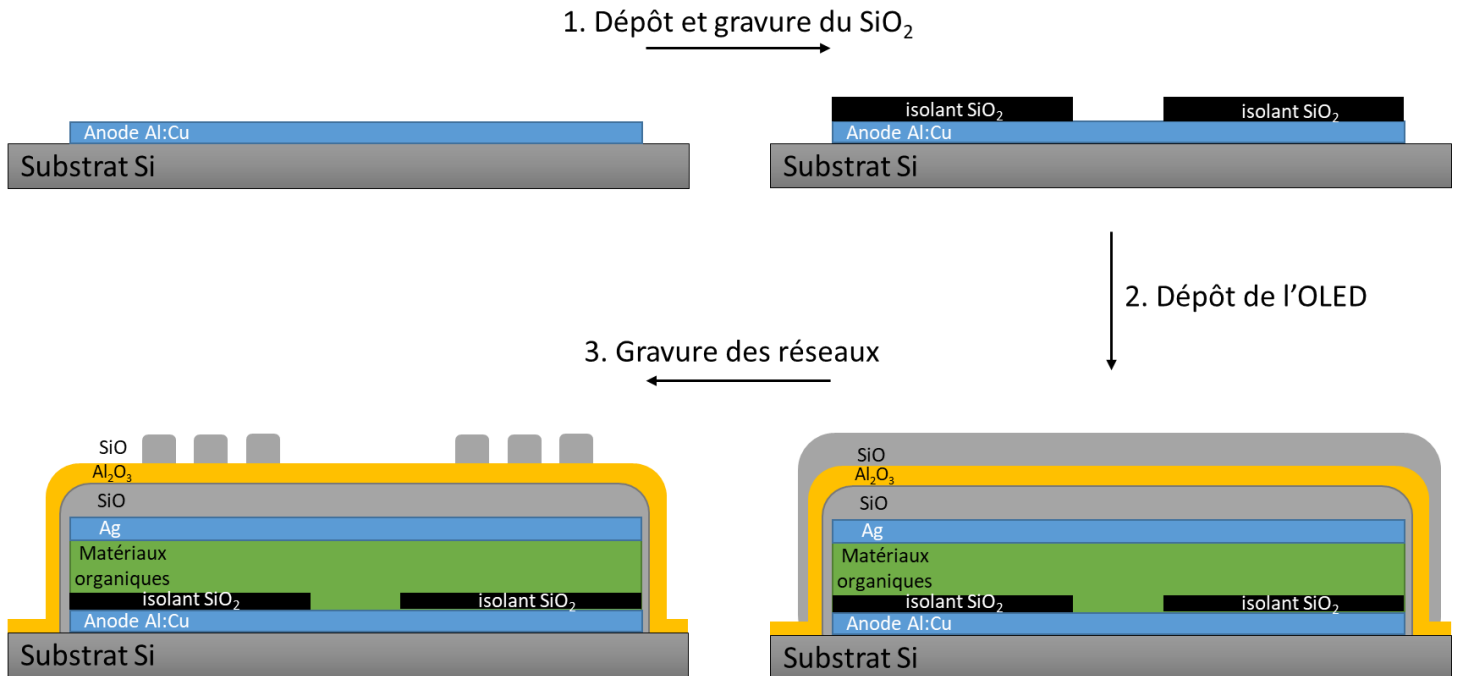 1. Dépôt et gravure du SiO₂
Anode Al:Cu
Substrat Si
isolant SiO₂
isolant SiO₂
Anode Al:Cu
Substrat Si
2. Dépôt de l’OLED
3. Gravure des réseaux
SiO
Al₂O₃
SiO
Ag
Matériaux
organiques
isolant SiO₂
isolant SiO₂
Anode Al:Cu
Substrat Si
SiO
Al₂O₃
SiO
Ag
Matériaux
organiques
isolant SiO₂
isolant SiO₂
Anode Al:Cu
Substrat Si